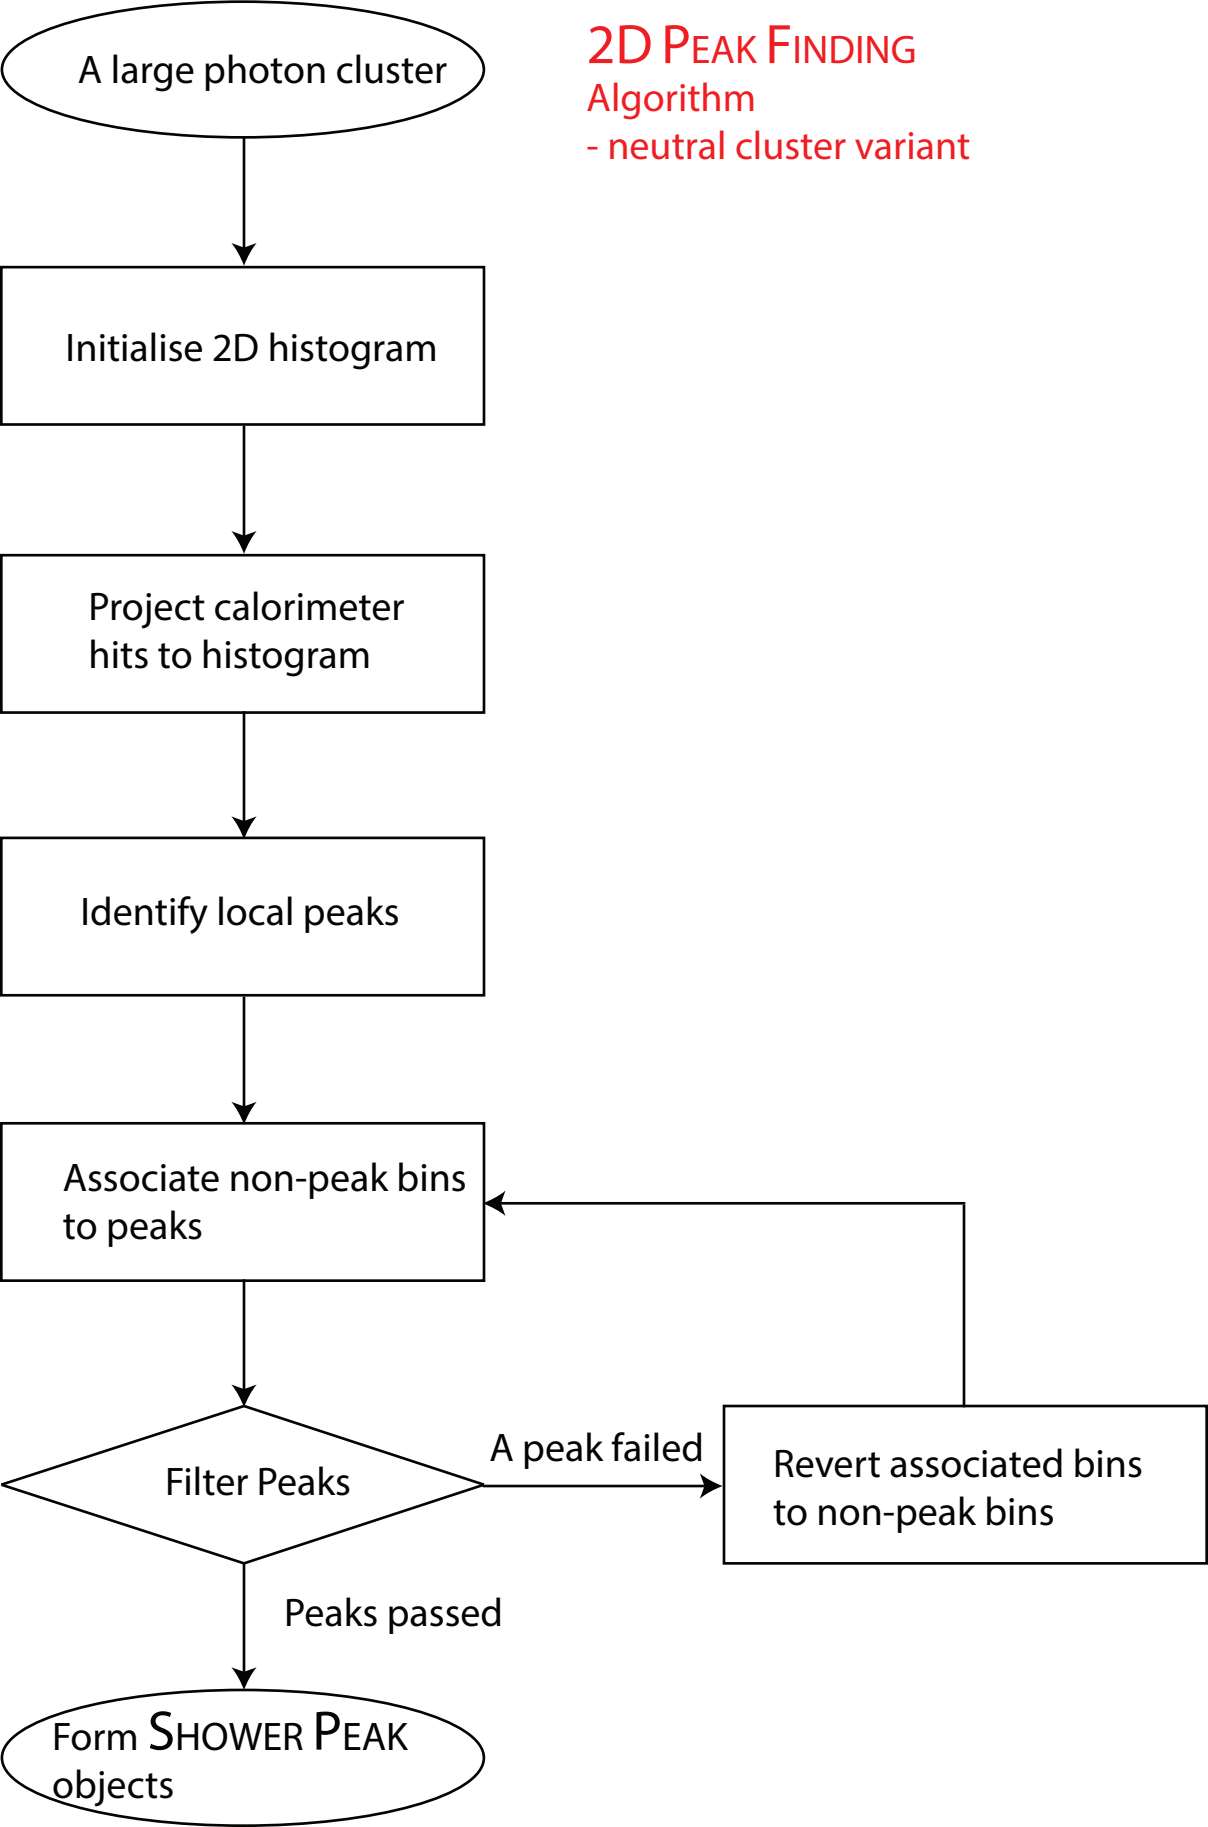 A large photon cluster
2D PEAK FINDING
Algorithm
- neutral cluster variant
Initialise 2D histogram
Project calorimeter
hits to histogram
Identify local peaks
Associate non-peak bins
to peaks
Filter Peaks
A peak failed
Revert associated bins
to non-peak bins
Peaks passed
Form SHOWER PEAK
objects